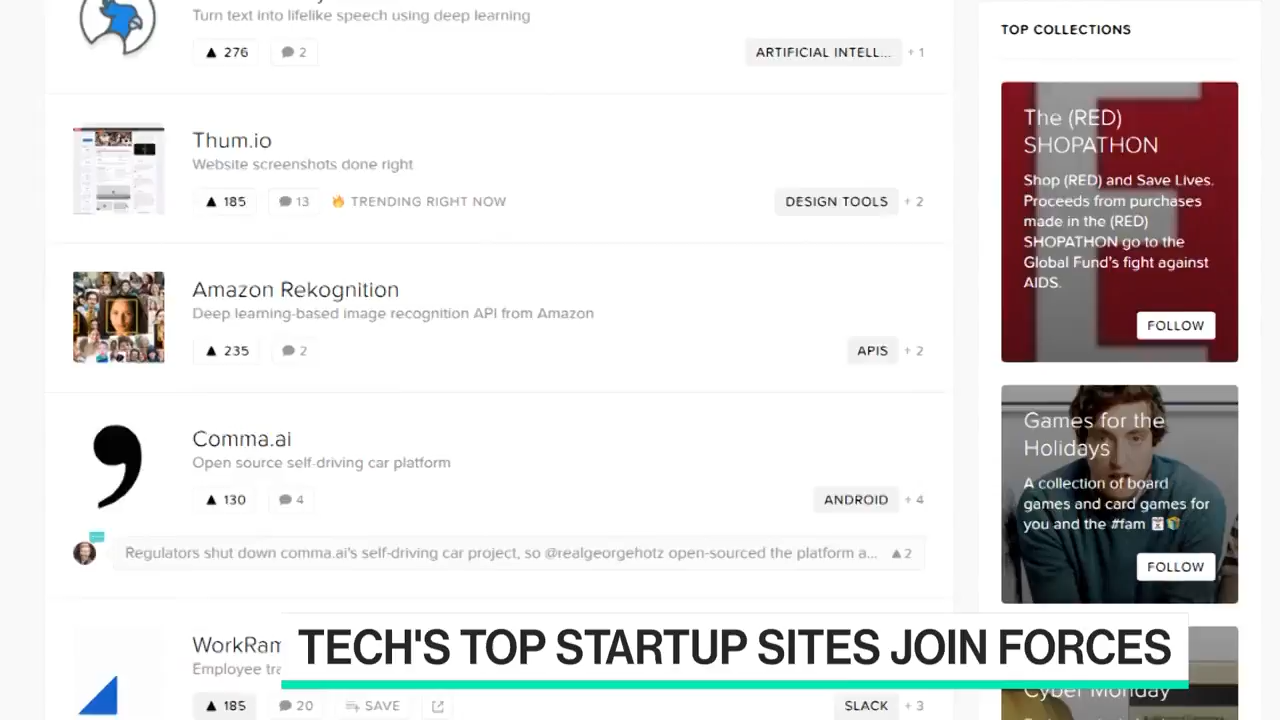 Turn text into lifelike speech using deep learning
▲ 276
2
ARTIFICIAL INTELL... + 1
Thum.io
Website screenshots done right
▲ 185
13
🔥 TRENDING RIGHT NOW
DESIGN TOOLS + 2
Amazon Rekognition
Deep learning-based image recognition API from Amazon
▲ 235
2
APIS + 2
Comma.ai
Open source self-driving car platform
▲ 130
4
ANDROID + 4
Regulators shut down comma.ai's self-driving car project, so @realgeorgehotz open-sourced the platform a... ▲ 2
▲ 185
20
SAVE
SLACK + 3
TOP COLLECTIONS
The (RED)
SHOPATHON
Shop (RED) and Save Lives.
Proceeds from purchases
made in the (RED)
SHOPATHON go to the
Global Fund's fight against
AIDS.
FOLLOW
Games for the
Holidays
A collection of board
games and card games for
you and the #fam 🃏🎁
FOLLOW
Cyber Monday
TECH'S TOP STARTUP SITES JOIN FORCES